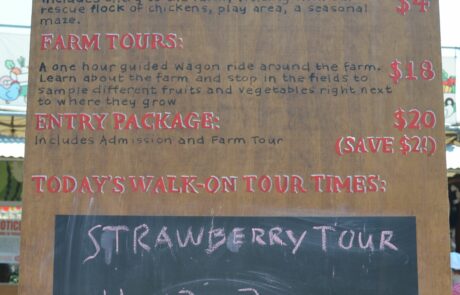 rescue flock of chickens, play area, a seasonal
maze.
$4
FARM TOURS:
A one hour guided wagon ride around the farm.
Learn about the farm and stop in the fields to
sample different fruits and vegetables right next
to where they grow
$18
ENTRY PACKAGE:
$20
Includes Admission and Farm Tour
(SAVE $2!)
TODAY'S WALK-ON TOUR TIMES:
STRAWBERRY TOUR